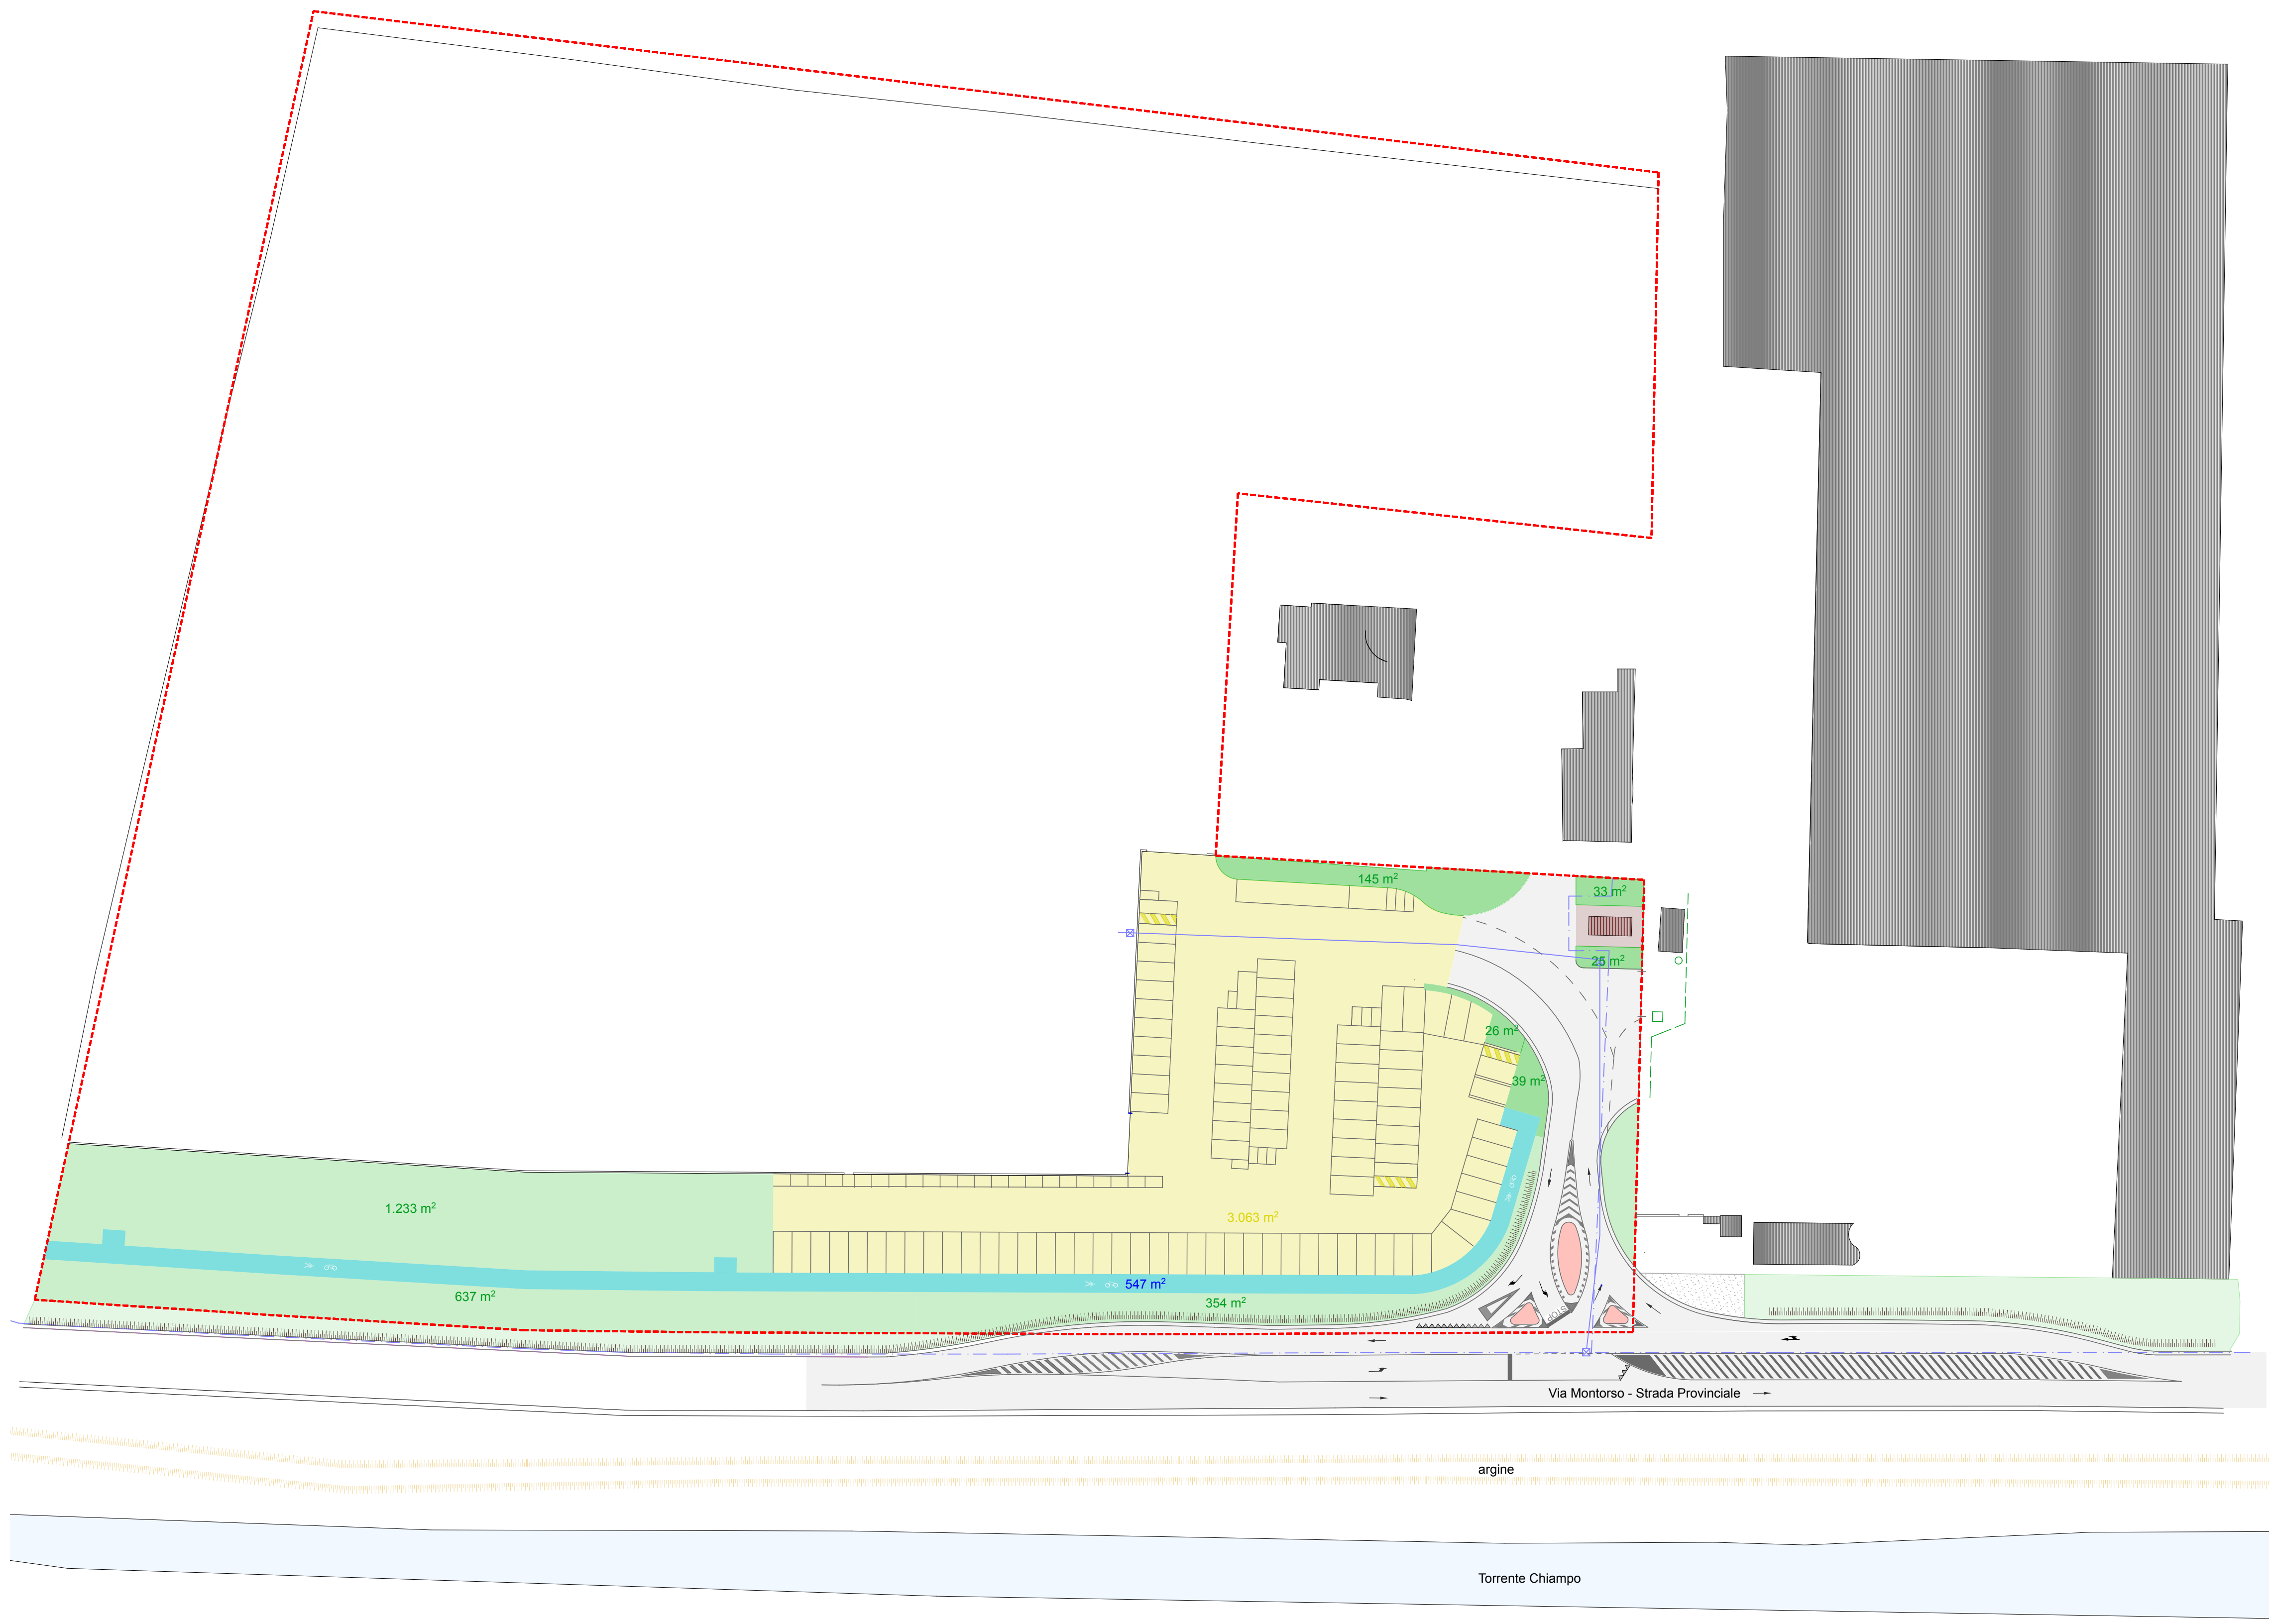 145 m²
33 m²
25 m²
26 m²
39 m²
1.233 m²
3.063 m²
547 m²
637 m²
354 m²
STOP
Via Montorso - Strada Provinciale
argine
Torrente Chiampo